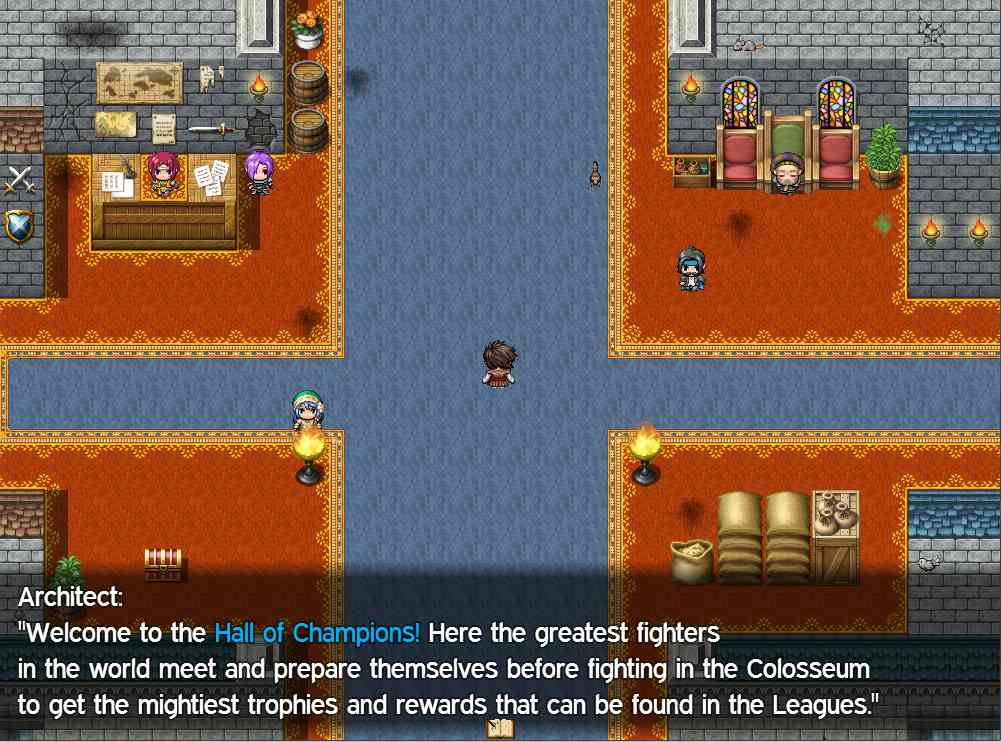 Architect:
"Welcome to the Hall of Champions! Here the greatest fighters
in the world meet and prepare themselves before fighting in the Colosseum
to get the mightiest trophies and rewards that can be found in the Leagues."